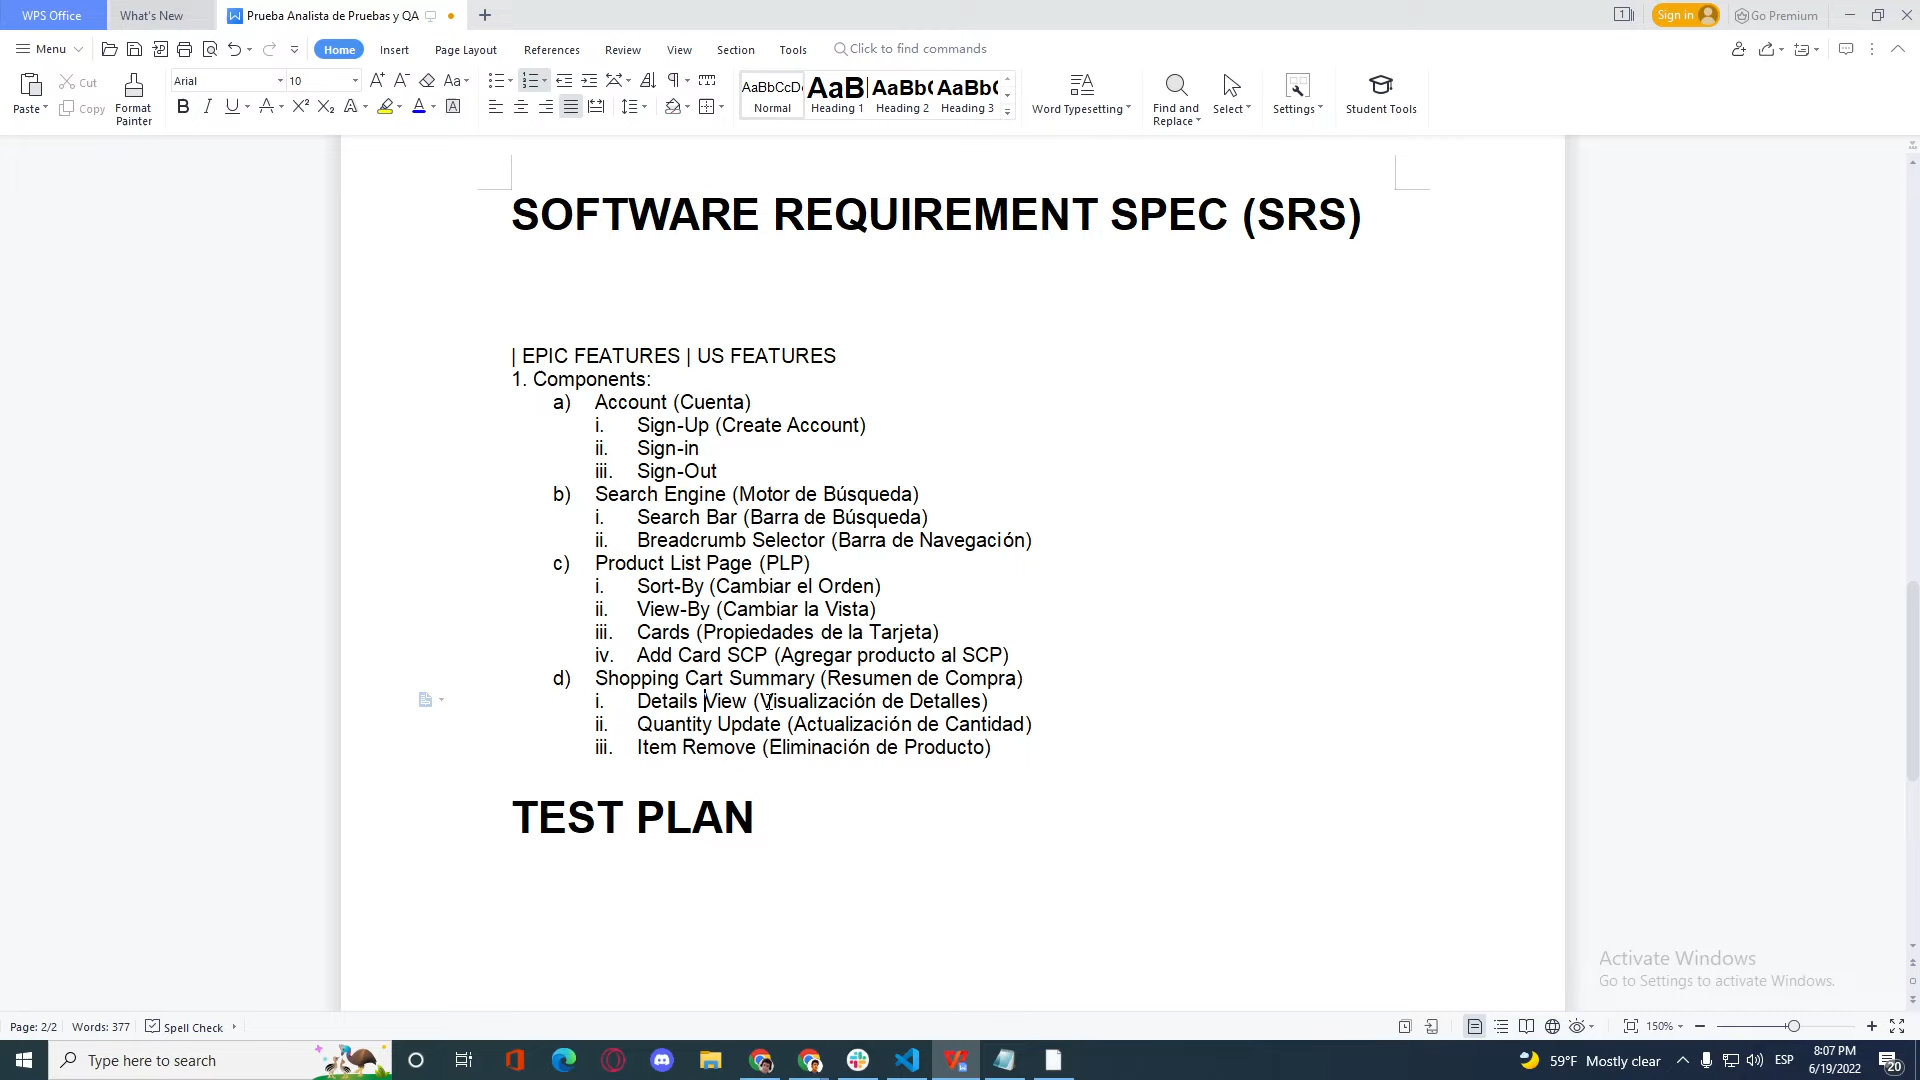 WPS Office
What's New
Prueba Analista de Pruebas y QA
1
Sign in
Go Premium
Menu
Home
Insert
Page Layout
References
Review
View
Section
Tools
Click to find commands
Paste
Cut
Copy
Format Painter
Arial
10
AaBbCcD
Normal
AaB
Heading 1
AaBb(
Heading 2
AaBb(
Heading 3
Word Typesetting
Find and Replace
Select
Settings
Student Tools
SOFTWARE REQUIREMENT SPEC (SRS)
| EPIC FEATURES | US FEATURES
1. Components:
a) Account (Cuenta)
i. Sign-Up (Create Account)
ii. Sign-in
iii. Sign-Out
b) Search Engine (Motor de Búsqueda)
i. Search Bar (Barra de Búsqueda)
ii. Breadcrumb Selector (Barra de Navegación)
c) Product List Page (PLP)
i. Sort-By (Cambiar el Orden)
ii. View-By (Cambiar la Vista)
iii. Cards (Propiedades de la Tarjeta)
iv. Add Card SCP (Agregar producto al SCP)
d) Shopping Cart Summary (Resumen de Compra)
i. Details View (Visualización de Detalles)
ii. Quantity Update (Actualización de Cantidad)
iii. Item Remove (Eliminación de Producto)
TEST PLAN
Activate Windows
Go to Settings to activate Windows.
Page: 2/2
Words: 377
Spell Check
150%
Type here to search
59°F Mostly clear
ESP
8:07 PM
6/19/2022
20